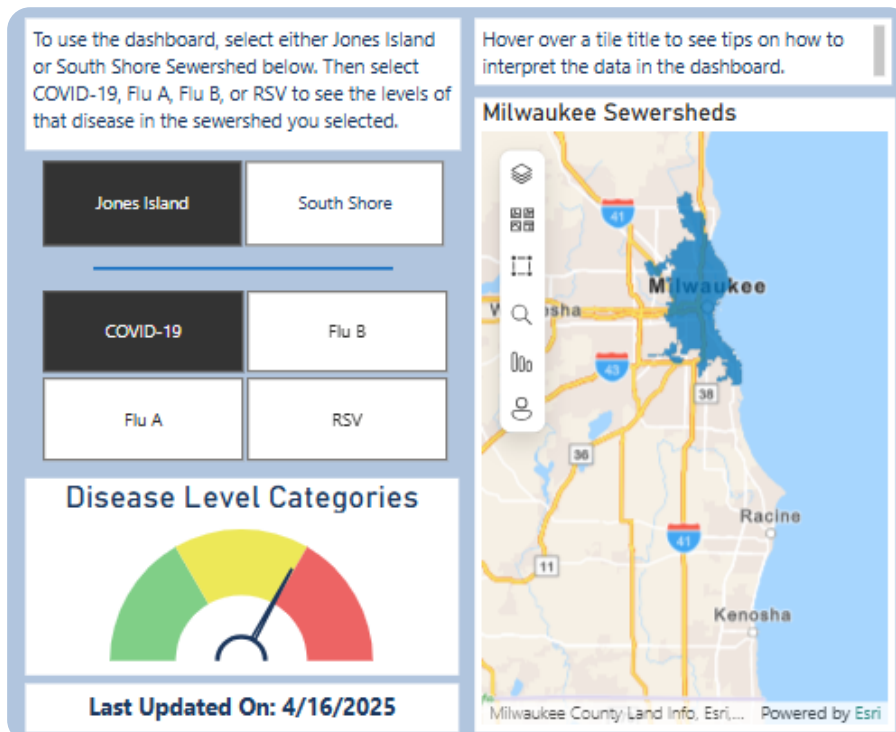 To use the dashboard, select either Jones Island
or South Shore Sewershed below. Then select
COVID-19, Flu A, Flu B, or RSV to see the levels of
that disease in the sewershed you selected.
Jones Island
South Shore
COVID-19
Flu B
Flu A
RSV
Disease Level Categories
Last Updated On: 4/16/2025
Hover over a tile title to see tips on how to
interpret the data in the dashboard.
Milwaukee Sewersheds
41
Milwaukee
43
38
36
Racine
41
11
Kenosha
Milwaukee County Land Info, Esri,... Powered by Esri